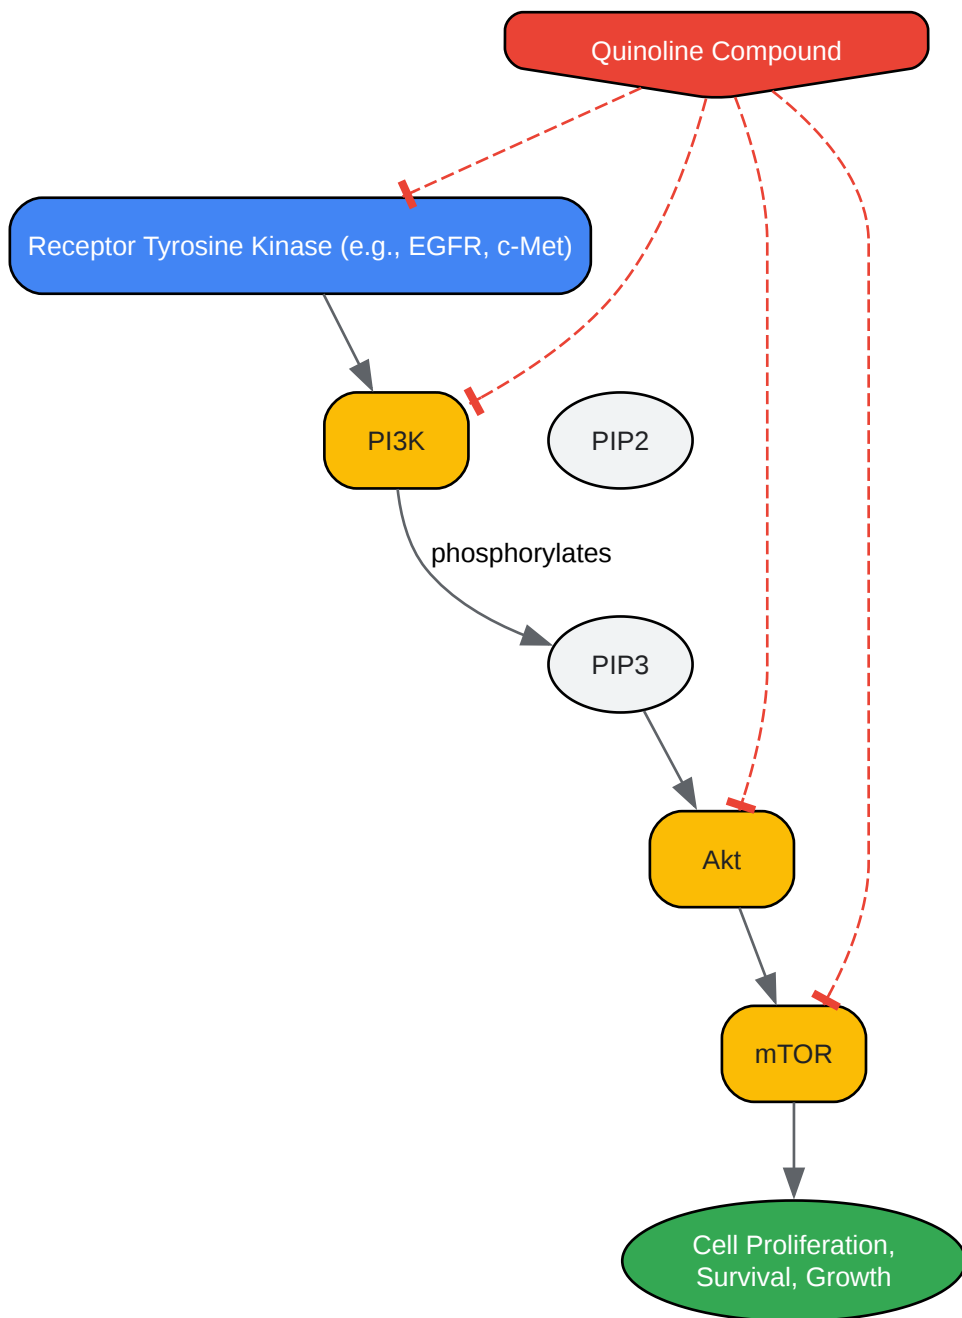 Quinoline Compound
Receptor Tyrosine Kinase (e.g., EGFR, c-Met)
PI3K
PIP2
phosphorylates
PIP3
Akt
mTOR
Cell Proliferation,
Survival, Growth